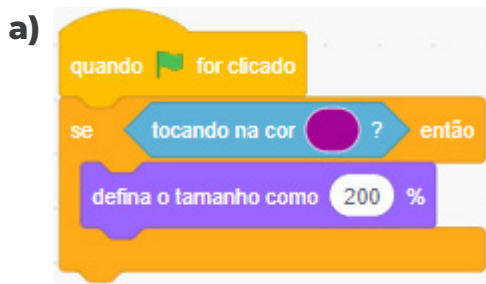 a)
quando for clicado
se tocando na cor ? então
defina o tamanho como 200 %